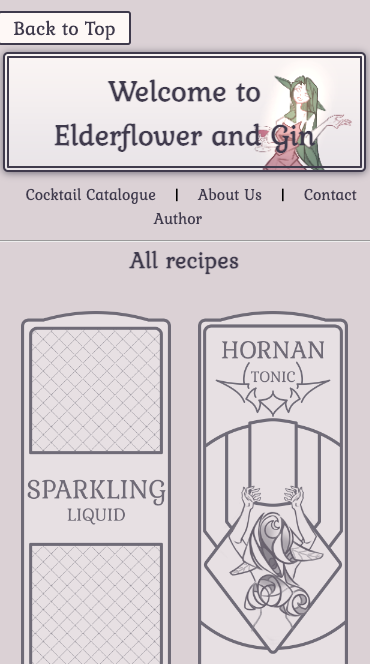 Back to Top
Welcome to
Elderflower and Gin
Cocktail Catalogue | About Us | Contact
Author
All recipes
SPARKLING
LIQUID
HORNAN
TONIC